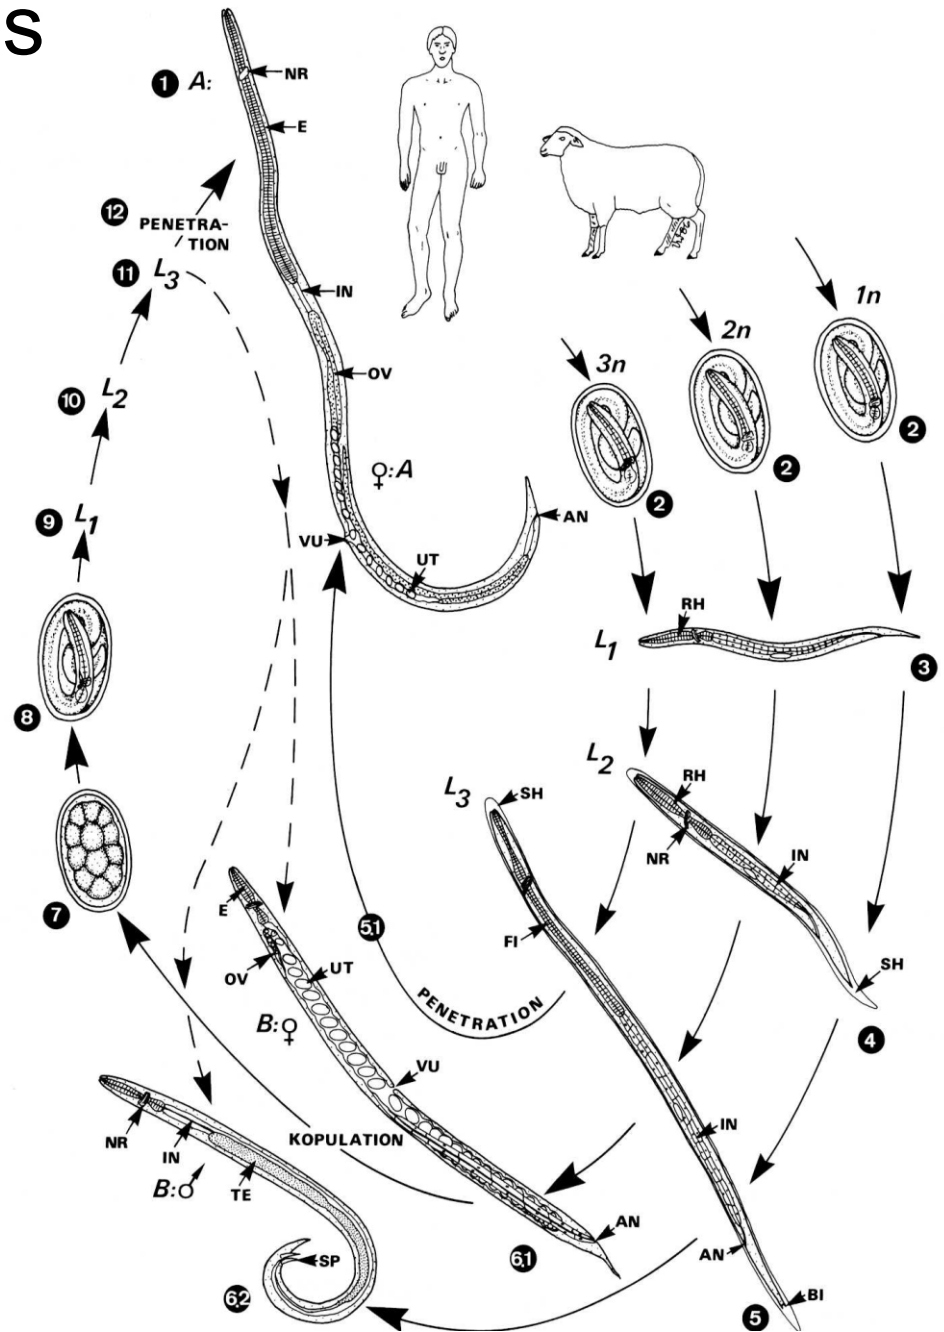 S
1 A:
NR
E
12
PENETRA-
TION
11 L3
IN
10 L2
OV
3n
2n
1n
2
2
2
♀:A
9 L1
VU
UT
AN
RH
L1
3
8
L2
RH
NR
IN
L3
SH
SH
4
7
E
OV
UT
5.1
FI
PENETRATION
B:♀
VU
KOPULATION
NR
IN
B:♂
TE
SP
6.2
AN
6.1
IN
AN
BI
5